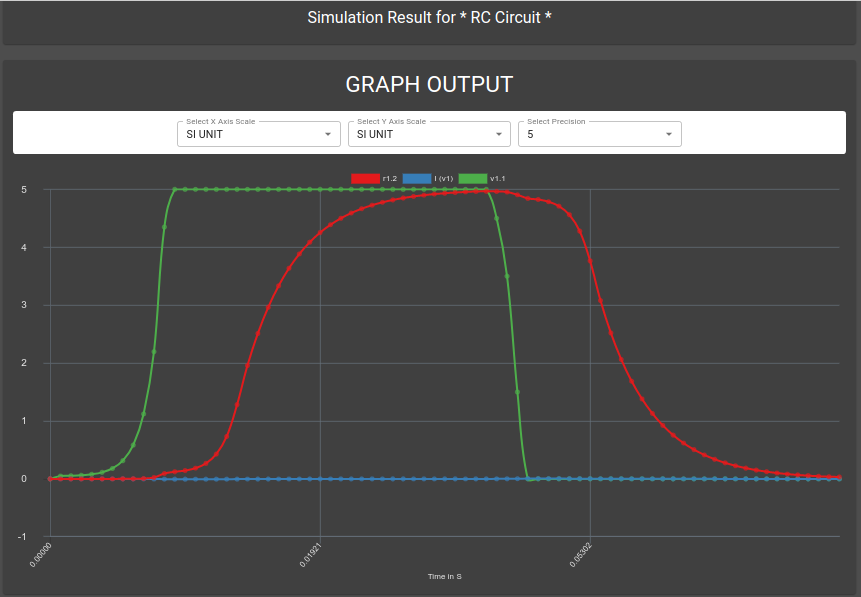 Simulation Result for * RC Circuit *
GRAPH OUTPUT
Select X Axis Scale Select Y Axis Scale Select Precision
SI UNIT SI UNIT 5
r1.2 I (v1) v1.1
5
4
3
2
1
0
-1
0.00000 0.01921 0.05302
Time in S